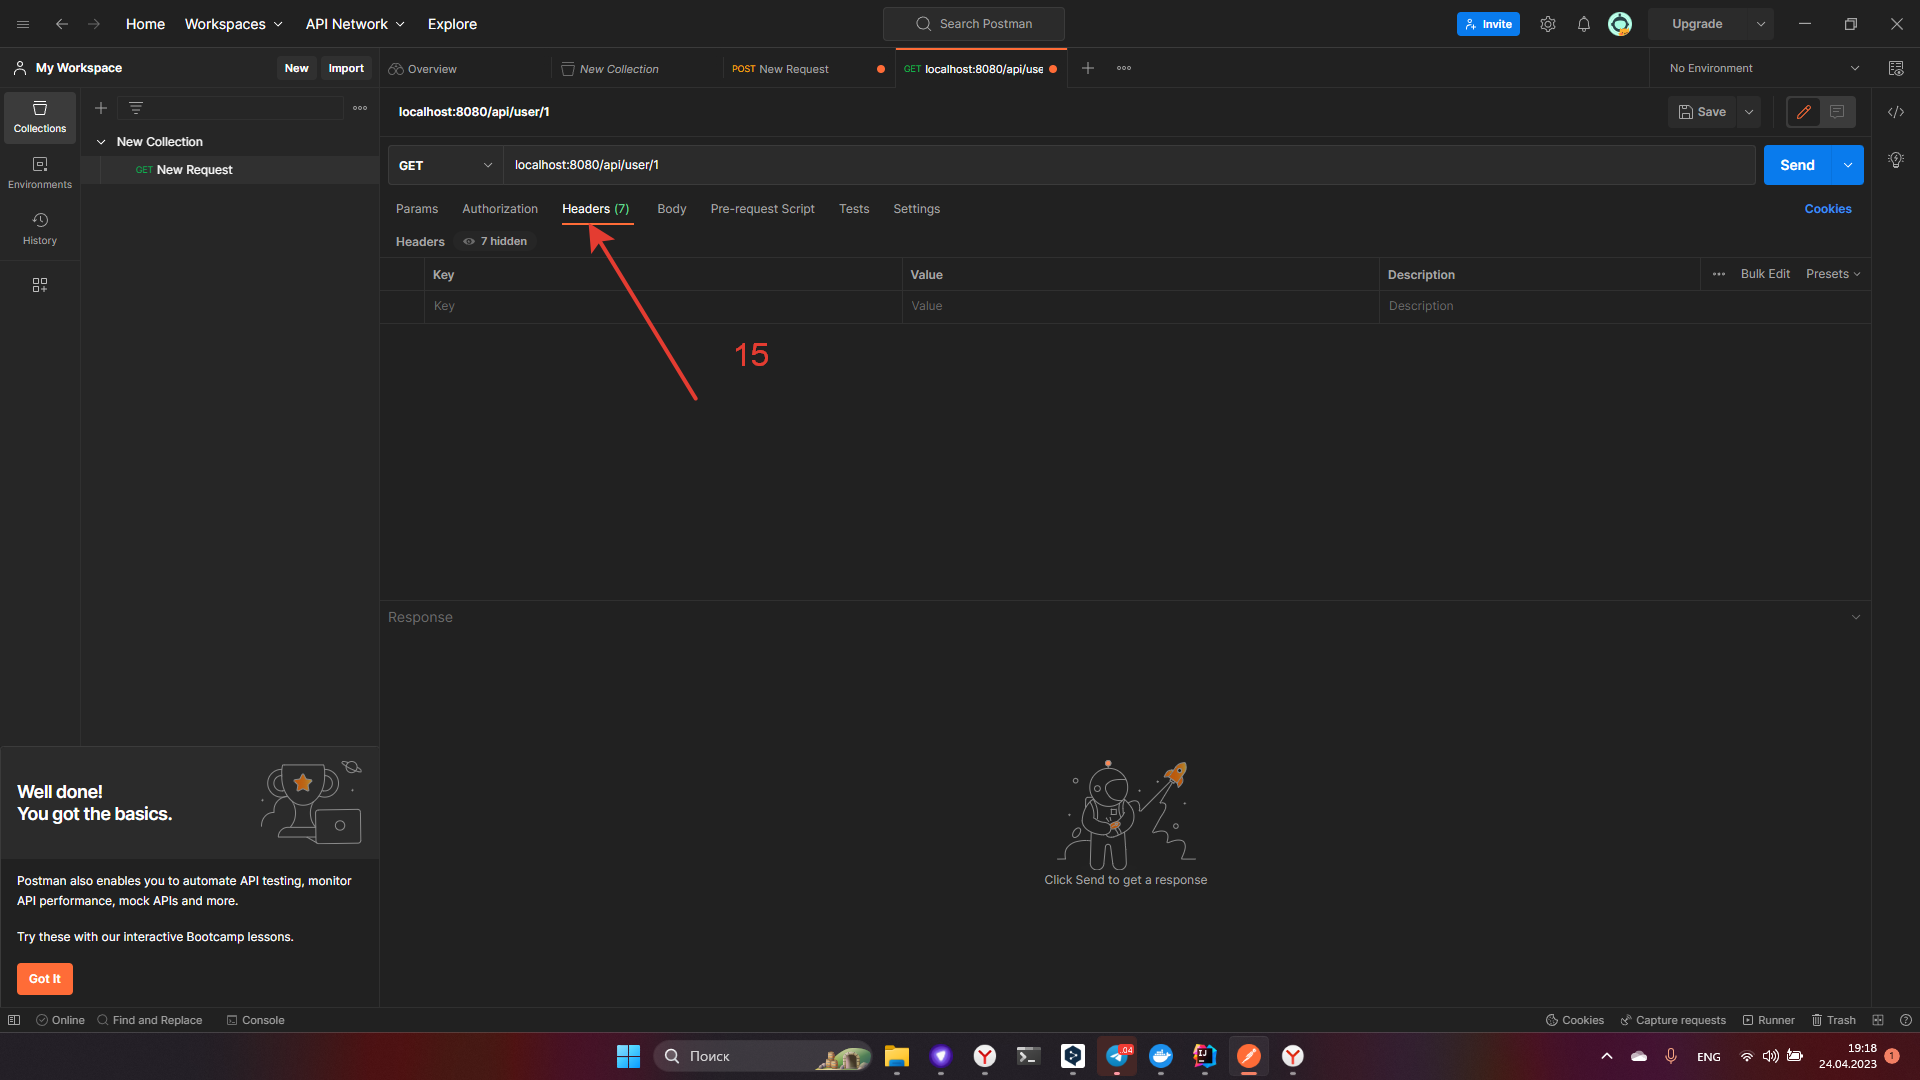 Home Workspaces API Network Explore
Search Postman
Invite
Upgrade
My Workspace
New Import
Overview
New Collection
POST New Request
GET localhost:8080/api/use
No Environment
Collections
Environments
History
New Collection
GET New Request
localhost:8080/api/user/1
Save
GET localhost:8080/api/user/1
Send
Params Authorization Headers (7) Body Pre-request Script Tests Settings
Cookies
Headers 7 hidden
Key Value Description
Bulk Edit Presets
Key Value Description
15
Response
Click Send to get a response
Well done!
You got the basics.
Postman also enables you to automate API testing, monitor
API performance, mock APIs and more.
Try these with our interactive Bootcamp lessons.
Got It
Online Find and Replace Console
Cookies Capture requests Runner Trash
Поиск
.04
ENG
19:18
24.04.2023
1